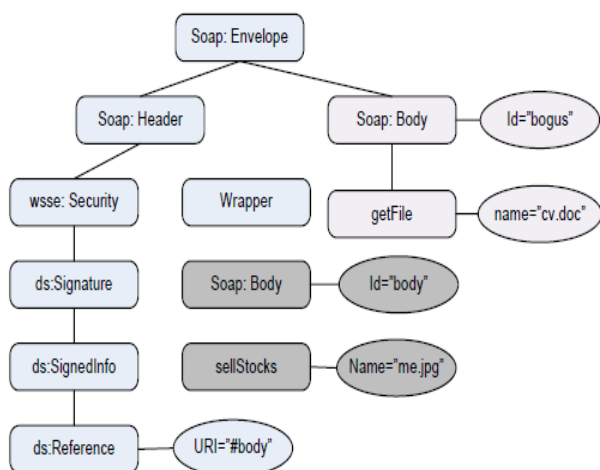 Soap: Envelope
Soap: Header
Soap: Body
Id="bogus"
wsse: Security
Wrapper
getFile
name="cv.doc"
ds:Signature
Soap: Body
Id="body"
ds:SignedInfo
sellStocks
Name="me.jpg"
ds:Reference
URI="#body"